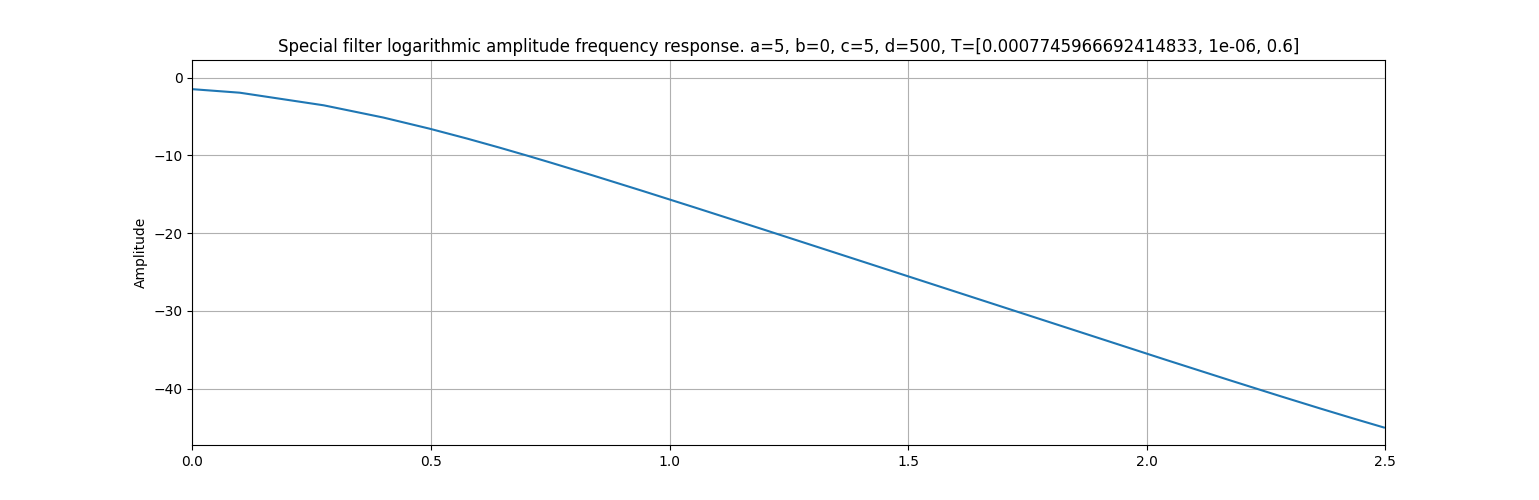 Special filter logarithmic amplitude frequency response. a=5, b=0, c=5, d=500, T=[0.0007745966692414833, 1e-06, 0.6]
0
−10
−20
−30
−40
Amplitude
0.0 0.5 1.0 1.5 2.0 2.5